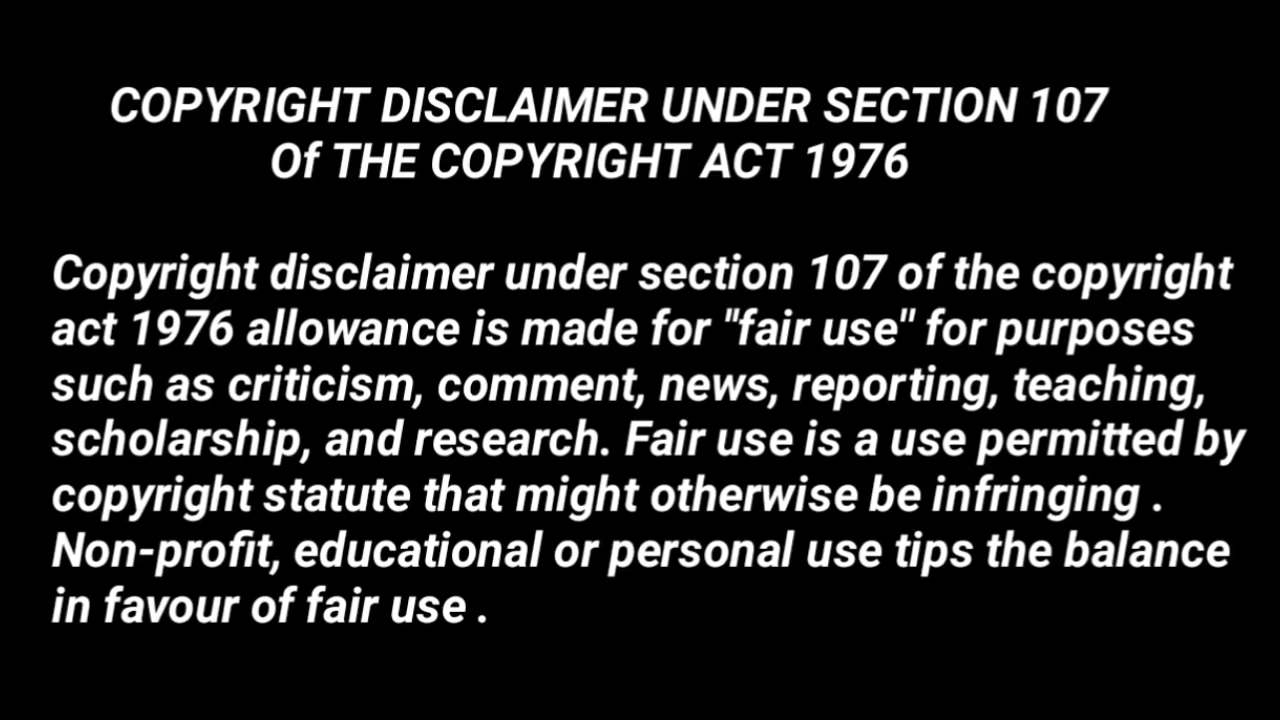 COPYRIGHT DISCLAIMER UNDER SECTION 107
Of THE COPYRIGHT ACT 1976
Copyright disclaimer under section 107 of the copyright
act 1976 allowance is made for "fair use" for purposes
such as criticism, comment, news, reporting, teaching,
scholarship, and research. Fair use is a use permitted by
copyright statute that might otherwise be infringing .
Non-profit, educational or personal use tips the balance
in favour of fair use .